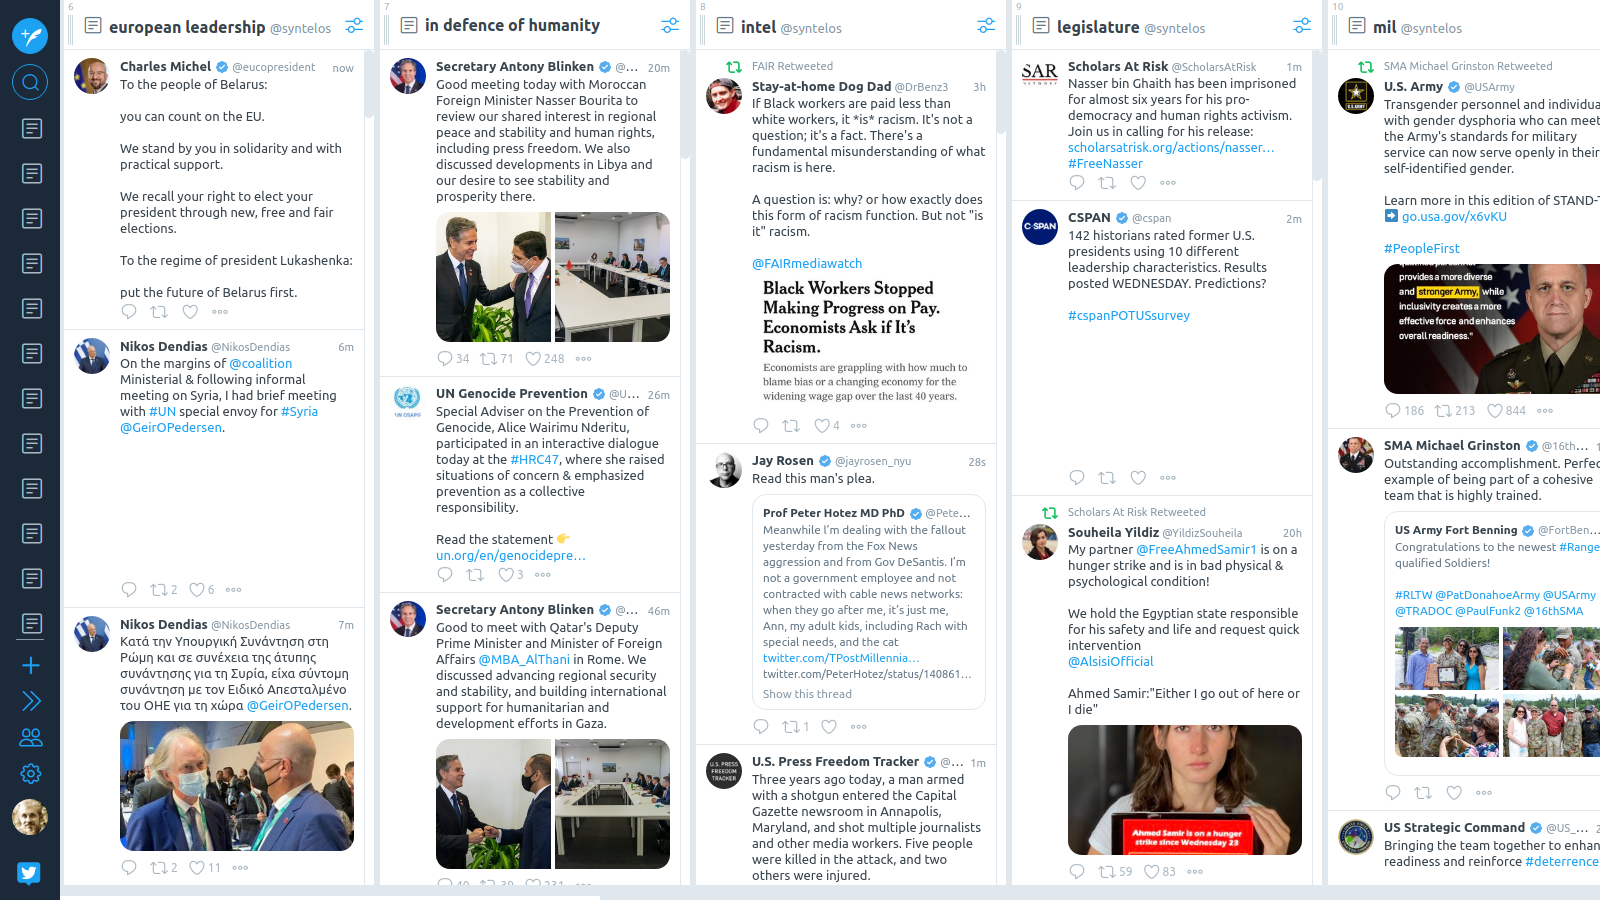 6
european leadership @syntelos
Charles Michel @eucopresident now
To the people of Belarus:
you can count on the EU.
We stand by you in solidarity and with
practical support.
We recall your right to elect your
president through new, free and fair
elections.
To the regime of president Lukashenka:
put the future of Belarus first.
Nikos Dendias @NikosDendias 6m
On the margins of @coalition
Ministerial & following informal
meeting on Syria, I had brief meeting
with #UN special envoy for #Syria
@GeirOPedersen.
2 6
Nikos Dendias @NikosDendias 7m
Κατά την Υπουργική Συνάντηση στη
Ρώμη και σε συνέχεια της άτυπης
συνάντησης για τη Συρία, είχα σύντομη
συνάντηση με τον Ειδικό Απεσταλμένο
του ΟΗΕ για τη χώρα @GeirOPedersen.
2 11
7
in defence of humanity
Secretary Antony Blinken @... 20m
Good meeting today with Moroccan
Foreign Minister Nasser Bourita to
review our shared interest in regional
peace and stability and human rights,
including press freedom. We also
discussed developments in Libya and
our desire to see stability and
prosperity there.
34 71 248
UN Genocide Prevention @U... 26m
Special Adviser on the Prevention of
Genocide, Alice Wairimu Nderitu,
participated in an interactive dialogue
today at the #HRC47, where she raised
situations of concern & emphasized
prevention as a collective
responsibility.
Read the statement 👉
un.org/en/genocidepre...
3
Secretary Antony Blinken @... 46m
Good to meet with Qatar's Deputy
Prime Minister and Minister of Foreign
Affairs @MBA_AlThani in Rome. We
discussed advancing regional security
and stability, and building international
support for humanitarian and
development efforts in Gaza.
40 39 231
8
intel @syntelos
FAIR Retweeted
Stay-at-home Dog Dad @DrBenz3 3h
If Black workers are paid less than
white workers, it *is* racism. It's not a
question; it's a fact. There's a
fundamental misunderstanding of what
racism is here.
A question is: why? or how exactly does
this form of racism function. But not "is
it" racism.
@FAIRmediawatch
Black Workers Stopped
Making Progress on Pay.
Economists Ask if It's
Racism.
Economists are grappling with how much to
blame bias or a changing economy for the
widening wage gap over the last 40 years.
4
Jay Rosen @jayrosen_nyu 28s
Read this man's plea.
Prof Peter Hotez MD PhD @Pete...
Meanwhile I'm dealing with the fallout
yesterday from the Fox News
aggression and from Gov DeSantis. I'm
not a government employee and not
contracted with cable news networks:
when they go after me, it's just me,
Ann, my adult kids, including Rach with
special needs, and the cat
twitter.com/TPostMillennia...
twitter.com/PeterHotez/status/140861...
Show this thread
1
U.S. PRESS FREEDOM TRACKER
U.S. Press Freedom Tracker @... 1m
Three years ago today, a man armed
with a shotgun entered the Capital
Gazette newsroom in Annapolis,
Maryland, and shot multiple journalists
and other media workers. Five people
were killed in the attack, and two
others were injured.
9
legislature @syntelos
SAR
NETWORK
Scholars At Risk @ScholarsAtRisk 1m
Nasser bin Ghaith has been imprisoned
for almost six years for his pro-
democracy and human rights activism.
Join us in calling for his release:
scholarsatrisk.org/actions/nasser...
#FreeNasser
C-SPAN
CSPAN @cspan 2m
142 historians rated former U.S.
presidents using 10 different
leadership characteristics. Results
posted WEDNESDAY. Predictions?
#cspanPOTUSsurvey
Scholars At Risk Retweeted
Souheila Yildiz @YildizSouheila 20h
My partner @FreeAhmedSamir1 is on a
hunger strike and is in bad physical &
psychological condition!
We hold the Egyptian state responsible
for his safety and life and request quick
intervention
@AlsisiOfficial
Ahmed Samir:"Either I go out of here or
I die"
Ahmed Samir is on a hunger
strike since Wednesday 23
59 83
10
mil @syntelos
SMA Michael Grinston Retweeted
U.S. Army @USArmy
Transgender personnel and individua
with gender dysphoria who can meet
the Army's standards for military
service can now serve openly in their
self-identified gender.
Learn more in this edition of STAND-T
➡ go.usa.gov/x6vKU
#PeopleFirst
provides a more diverse
and stronger Army, while
inclusivity creates a more
effective force and enhances
overall readiness."
186 213 844
SMA Michael Grinston @16th... 1
Outstanding accomplishment. Perfec
example of being part of a cohesive
team that is highly trained.
US Army Fort Benning @FortBen...
Congratulations to the newest #Range
qualified Soldiers!
#RLTW @PatDonahoeArmy @USArmy
@TRADOC @PaulFunk2 @16thSMA
US Strategic Command @US_... 2
Bringing the team together to enhan
readiness and reinforce #deterrence